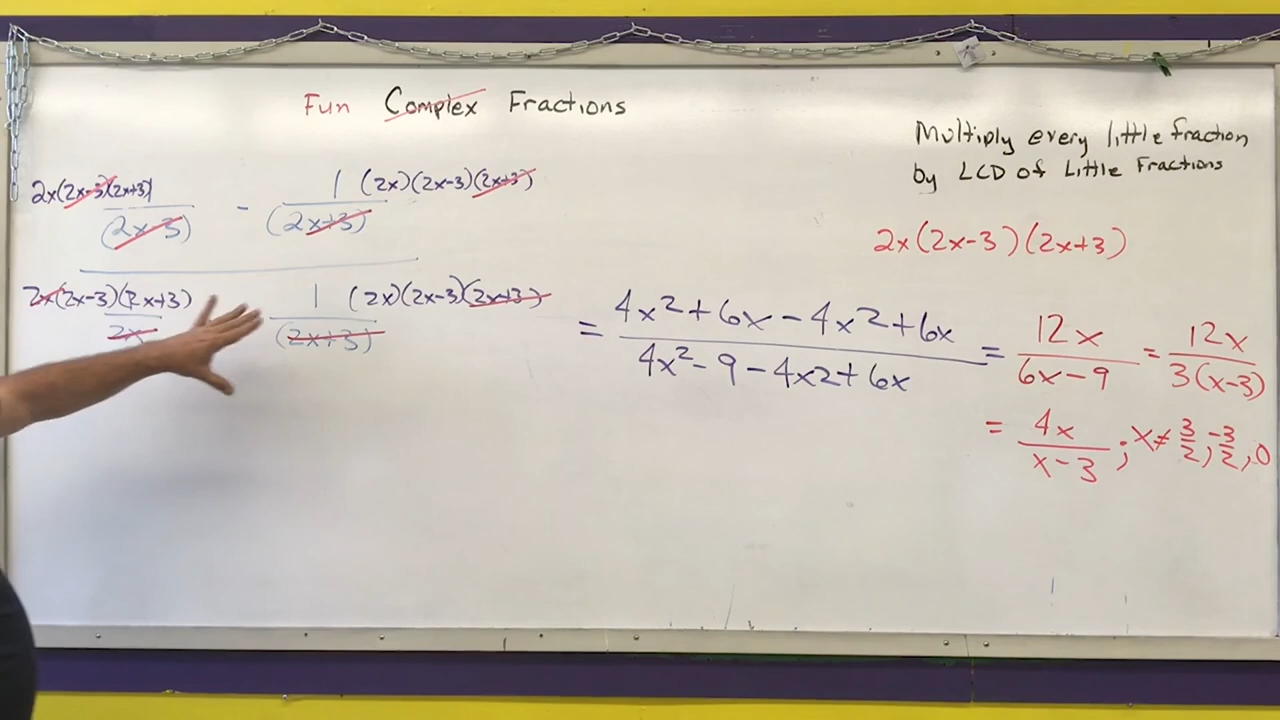 Fun Complex Fractions
Multiply every little fraction
by LCD of Little Fractions
2x(2x-3)(2x+3)
2x(2x-3)(2x+3) - 1 (2x)(2x-3)(2x+3)
(2x-3) (2x+3)
2x(2x-3)(2x+3) 1 (2x)(2x-3)(2x+3)
2x (2x+3)
= 4x2+6x-4x2+6x = 12x = 12x
4x2-9-4x2+6x 6x-9 3(x-3)
= 4x ; x≠ 3 , -3 , 0
x-3 2 2